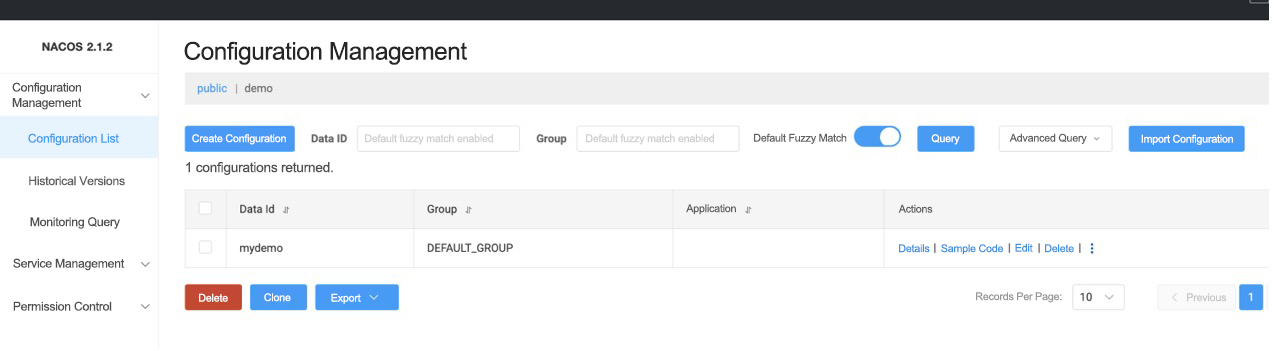 NACOS 2.1.2
Configuration Management
Configuration List
Historical Versions
Monitoring Query
Service Management
Permission Control
Configuration Management
public | demo
Create Configuration Data ID Default fuzzy match enabled Group Default fuzzy match enabled Default Fuzzy Match Query Advanced Query Import Configuration
1 configurations returned.
Data Id Group Application Actions
mydemo DEFAULT_GROUP Details | Sample Code | Edit | Delete |
Delete Clone Export Records Per Page: 10 < Previous 1